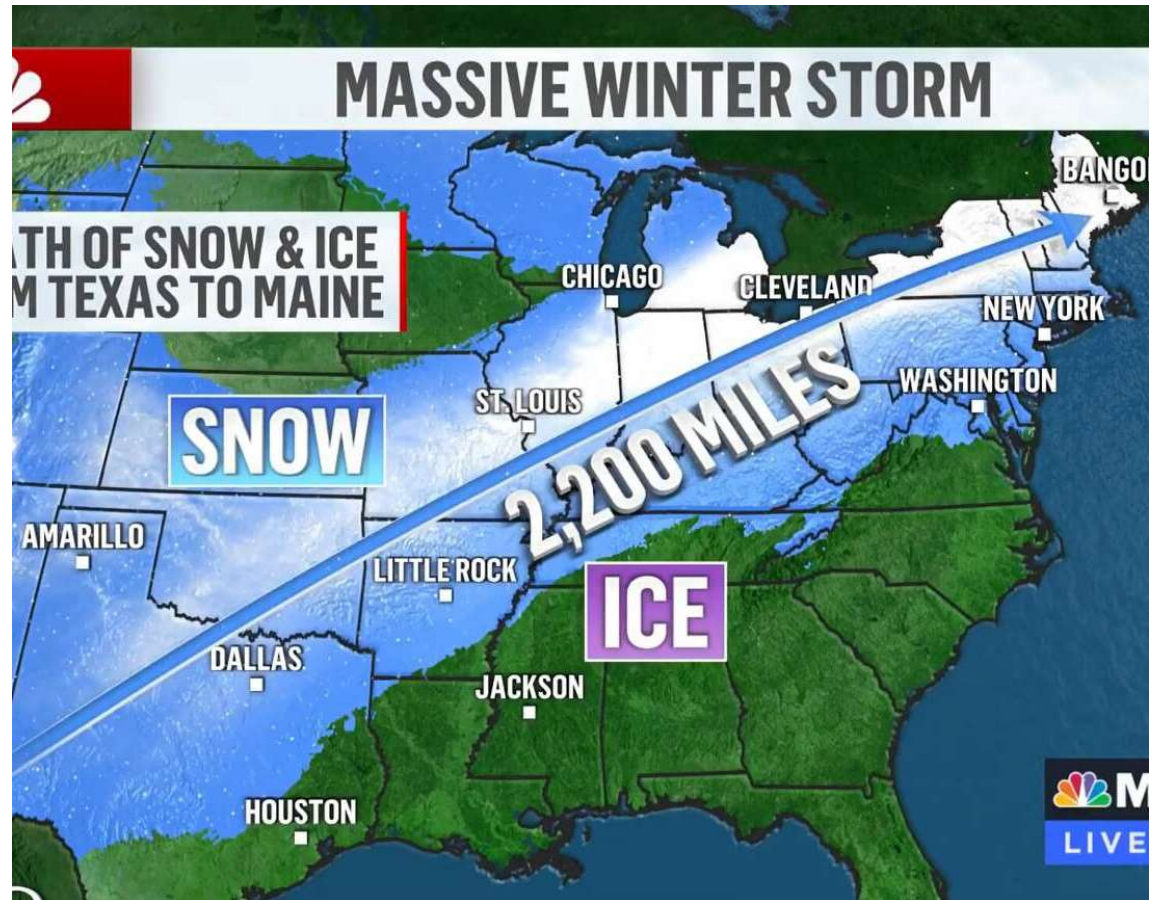 MASSIVE WINTER STORM
ATH OF SNOW & ICE
M TEXAS TO MAINE
BANGO
CHICAGO
CLEVELAND
NEW YORK
ST. LOUIS
WASHINGTON
SNOW
2,200 MILES
AMARILLO
LITTLE ROCK
ICE
DALLAS
JACKSON
HOUSTON
M
LIVE